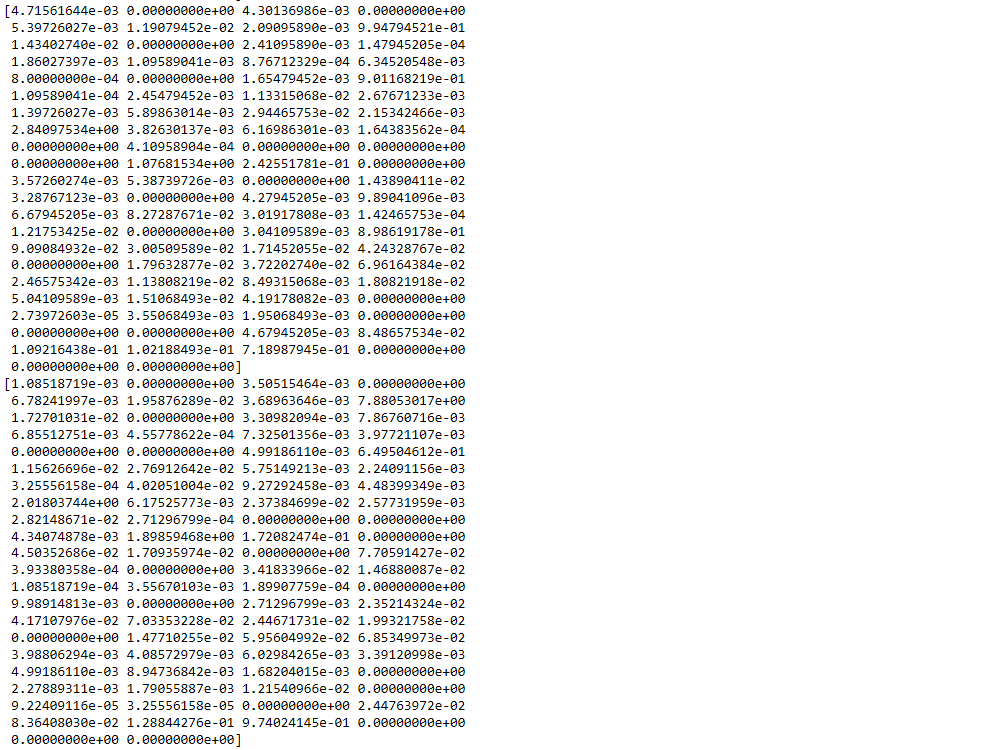 [4.71561644e-03 0.00000000e+00 4.30136986e-03 0.00000000e+00
5.39726027e-03 1.19079452e-02 2.09095890e-03 9.94794521e-01
1.43402740e-02 0.00000000e+00 2.41095890e-03 1.47945205e-04
1.86027397e-03 1.09589041e-03 8.76712329e-04 6.34520548e-03
8.00000000e-04 0.00000000e+00 1.65479452e-03 9.01168219e-01
1.09589041e-04 2.45479452e-03 1.13315068e-02 2.67671233e-03
1.39726027e-03 5.89863014e-03 2.94465753e-02 2.15342466e-03
2.84097534e+00 3.82630137e-03 6.16986301e-03 1.64383562e-04
0.00000000e+00 4.10958904e-04 0.00000000e+00 0.00000000e+00
0.00000000e+00 1.07681534e+00 2.42551781e-01 0.00000000e+00
3.57260274e-03 5.38739726e-03 0.00000000e+00 1.43890411e-02
3.28767123e-03 0.00000000e+00 4.27945205e-03 9.89041096e-03
6.67945205e-03 8.27287671e-02 3.01917808e-03 1.42465753e-04
1.21753425e-02 0.00000000e+00 3.04109589e-03 8.98619178e-01
9.09084932e-02 3.00509589e-02 1.71452055e-02 4.24328767e-02
0.00000000e+00 1.79632877e-02 3.72202740e-02 6.96164384e-02
2.46575342e-03 1.13808219e-02 8.49315068e-03 1.80821918e-02
5.04109589e-03 1.51068493e-02 4.19178082e-03 0.00000000e+00
2.73972603e-05 3.55068493e-03 1.95068493e-03 0.00000000e+00
0.00000000e+00 0.00000000e+00 4.67945205e-03 8.48657534e-02
1.09216438e-01 1.02188493e-01 7.18987945e-01 0.00000000e+00
0.00000000e+00 0.00000000e+00]
[1.08518719e-03 0.00000000e+00 3.50515464e-03 0.00000000e+00
6.78241997e-03 1.95876289e-02 3.68963646e-03 7.88053017e+00
1.72701031e-02 0.00000000e+00 3.30982094e-03 7.86760716e-03
6.85512751e-03 4.55778622e-04 7.32501356e-03 3.97721107e-03
0.00000000e+00 0.00000000e+00 4.99186110e-03 6.49504612e-01
1.15626696e-02 2.76912642e-02 5.75149213e-03 2.24091156e-03
3.25556158e-04 4.02051004e-02 9.27292458e-03 4.48399349e-03
2.01803744e+00 6.17525773e-03 2.37384699e-02 2.57731959e-03
2.82148671e-02 2.71296799e-04 0.00000000e+00 0.00000000e+00
4.34074878e-03 1.89859468e+00 1.72082474e-01 0.00000000e+00
4.50352686e-02 1.70935974e-02 0.00000000e+00 7.70591427e-02
3.93380358e-04 0.00000000e+00 3.41833966e-02 1.46880087e-02
1.08518719e-04 3.55670103e-03 1.89907759e-04 0.00000000e+00
9.98914813e-03 0.00000000e+00 2.71296799e-03 2.35214324e-02
4.17107976e-02 7.03353228e-02 2.44671731e-02 1.99321758e-02
0.00000000e+00 1.47710255e-02 5.95604992e-02 6.85349973e-02
3.98806294e-03 4.08572979e-03 6.02984265e-03 3.39120998e-03
4.99186110e-03 8.94736842e-03 1.68204015e-03 0.00000000e+00
2.27889311e-03 1.79055887e-03 1.21540966e-02 0.00000000e+00
9.22409116e-05 3.25556158e-05 0.00000000e+00 2.44763972e-02
8.36408030e-02 1.28844276e-01 9.74024145e-01 0.00000000e+00
0.00000000e+00 0.00000000e+00]